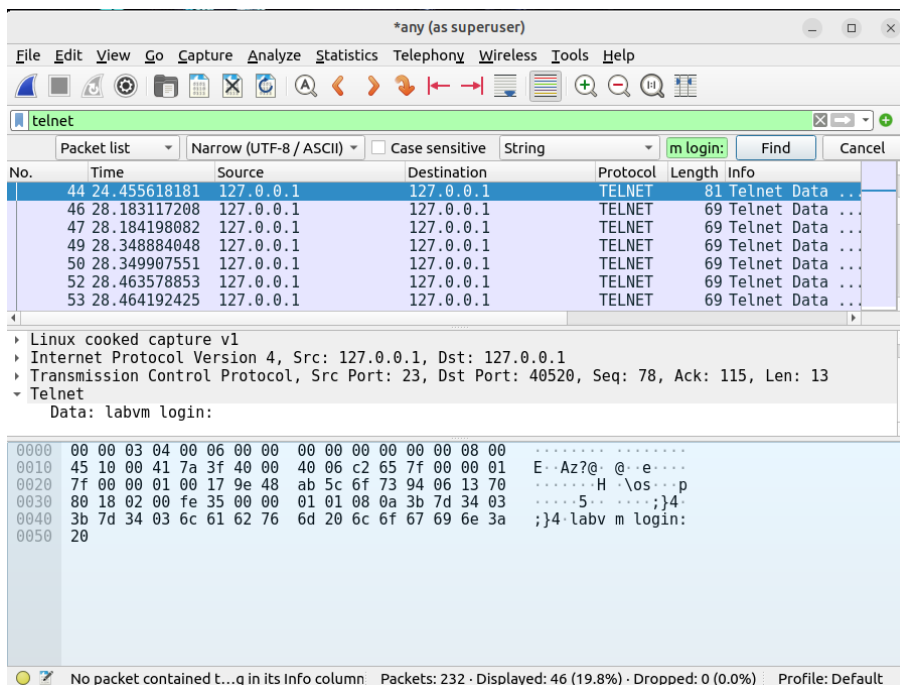 *any (as superuser)
File Edit View Go Capture Analyze Statistics Telephony Wireless Tools Help
telnet
Packet list Narrow (UTF-8 / ASCII) Case sensitive String m login: Find Cancel
No. Time Source Destination Protocol Length Info
44 24.455618181 127.0.0.1 127.0.0.1 TELNET 81 Telnet Data ...
46 28.183117208 127.0.0.1 127.0.0.1 TELNET 69 Telnet Data ...
47 28.184198082 127.0.0.1 127.0.0.1 TELNET 69 Telnet Data ...
49 28.348884048 127.0.0.1 127.0.0.1 TELNET 69 Telnet Data ...
50 28.349907551 127.0.0.1 127.0.0.1 TELNET 69 Telnet Data ...
52 28.463578853 127.0.0.1 127.0.0.1 TELNET 69 Telnet Data ...
53 28.464192425 127.0.0.1 127.0.0.1 TELNET 69 Telnet Data ...
Linux cooked capture v1
Internet Protocol Version 4, Src: 127.0.0.1, Dst: 127.0.0.1
Transmission Control Protocol, Src Port: 23, Dst Port: 40520, Seq: 78, Ack: 115, Len: 13
Telnet
Data: labvm login:
0000 00 00 03 04 00 06 00 00 00 00 00 00 00 00 08 00 ········ ········
0010 45 10 00 41 7a 3f 40 00 40 06 c2 65 7f 00 00 01 E··Az?@· @··e····
0020 7f 00 00 01 00 17 9e 48 ab 5c 6f 73 94 06 13 70 ·······H ·\os···p
0030 80 18 02 00 fe 35 00 00 01 01 08 0a 3b 7d 34 03 ·····5·· ····;}4·
0040 3b 7d 34 03 6c 61 62 76 6d 20 6c 6f 67 69 6e 3a ;}4·labv m login:
0050 20
No packet contained t...g in its Info column Packets: 232 · Displayed: 46 (19.8%) · Dropped: 0 (0.0%) Profile: Default